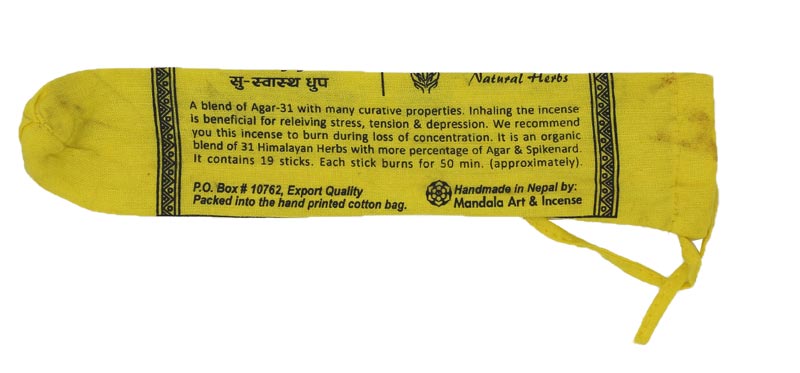 सु-स्वास्थ धुप
Natural Herbs
A blend of Agar-31 with many curative properties. Inhaling the incense
is beneficial for releiving stress, tension & depression. We recommend
you this incense to burn during loss of concentration. It is an organic
blend of 31 Himalayan Herbs with more percentage of Agar & Spikenard.
It contains 19 sticks. Each stick burns for 50 min. (approximately).
P.O. Box # 10762, Export Quality
Packed into the hand printed cotton bag.
Handmade in Nepal by:
Mandala Art & Incense